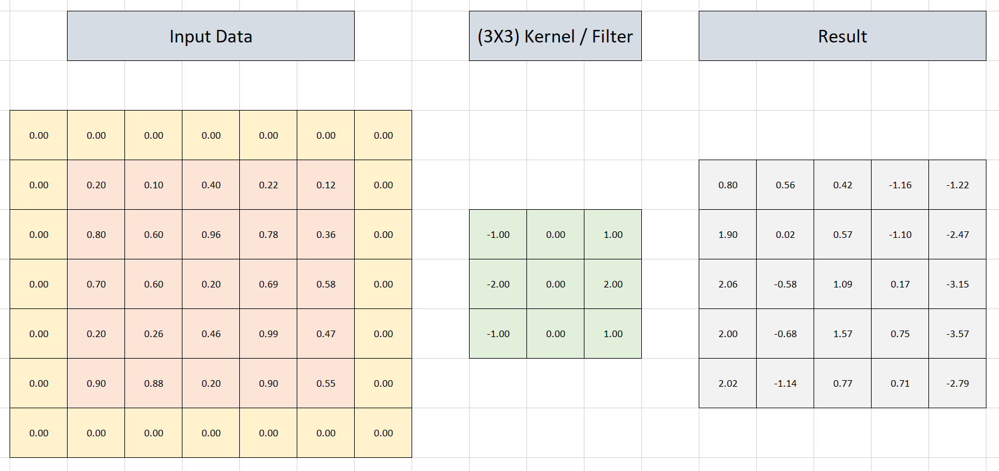 Input Data (3X3) Kernel / Filter Result
0.00 0.00 0.00 0.00 0.00 0.00 0.00
0.00 0.20 0.10 0.40 0.22 0.12 0.00 0.80 0.56 0.42 -1.16 -1.22
0.00 0.80 0.60 0.96 0.78 0.36 0.00 -1.00 0.00 1.00 1.90 0.02 0.57 -1.10 -2.47
0.00 0.70 0.60 0.20 0.69 0.58 0.00 -2.00 0.00 2.00 2.06 -0.58 1.09 0.17 -3.15
0.00 0.20 0.26 0.46 0.99 0.47 0.00 -1.00 0.00 1.00 2.00 -0.68 1.57 0.75 -3.57
0.00 0.90 0.88 0.20 0.90 0.55 0.00 2.02 -1.14 0.77 0.71 -2.79
0.00 0.00 0.00 0.00 0.00 0.00 0.00